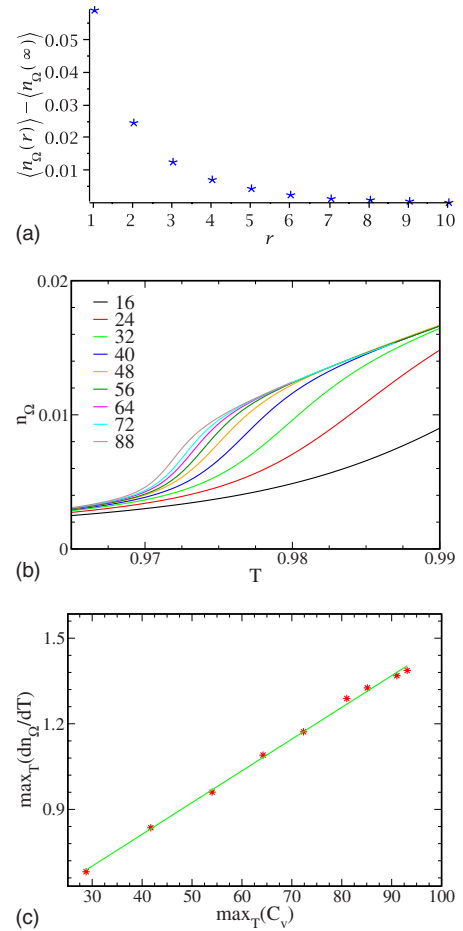 ⟨n_Ω(r)⟩−⟨n_Ω(∞)⟩
0.05
0.04
0.03
0.02
0.01
1 2 3 4 5 6 7 8 9 10
r
(a)
0.02
0.01
0
n_Ω
16
24
32
40
48
56
64
72
88
0.97 0.98 0.99
T
(b)
1.5
1.2
0.9
max_T(dn_Ω/dT)
30 40 50 60 70 80 90 100
max_T(C_v)
(c)